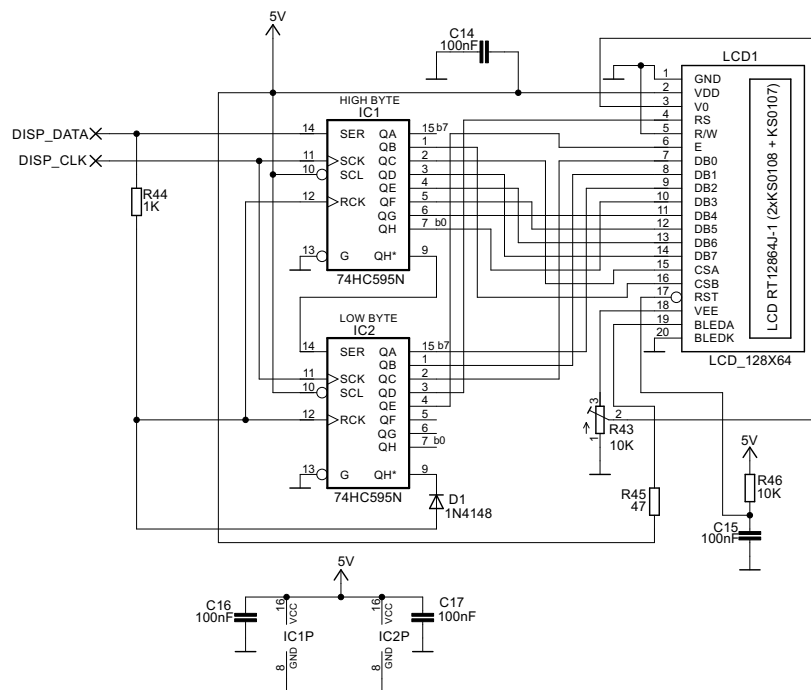 5V
C14
100nF
LCD1
HIGH BYTE
IC1
DISP_DATA
DISP_CLK
14 SER QA 15 b7
QB 1
11 SCK QC 2
10 SCL QD 3
QE 4
12 RCK QF 5
QG 6
QH 7 b0
13 G QH* 9
74HC595N
R44
1K
1 GND
2 VDD
3 V0
4 RS
5 R/W
6 E
7 DB0
8 DB1
9 DB2
10 DB3
11 DB4
12 DB5
13 DB6
14 DB7
15 CSA
16 CSB
17 RST
18 VEE
19 BLEDA
20 BLEDK
LCD RT12864J-1 (2xKS0108 + KS0107)
LCD_128X64
LOW BYTE
IC2
14 SER QA 15 b7
QB 1
11 SCK QC 2
10 SCL QD 3
QE 4
12 RCK QF 5
QG 6
QH 7 b0
13 G QH* 9
74HC595N
D1
1N4148
3
2
1
R43
10K
R45
47
5V
R46
10K
C15
100nF
5V
C16
100nF
16 VCC
IC1P
8 GND
16 VCC
IC2P
8 GND
C17
100nF